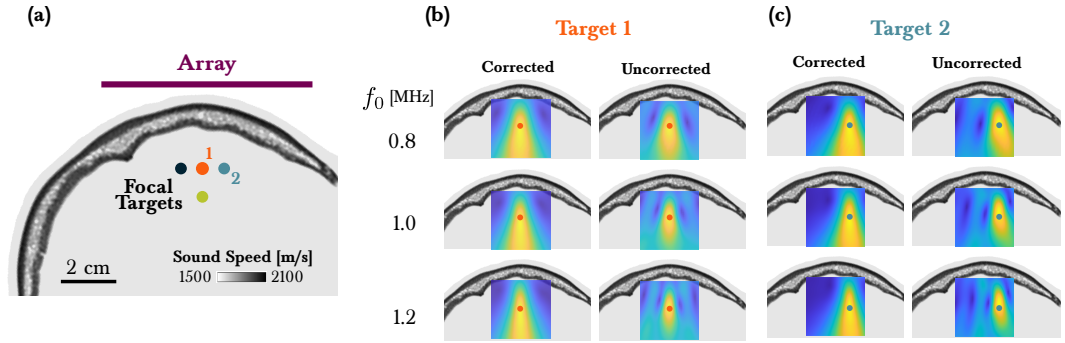 (a)
Array
1
2
Focal
Targets
Sound Speed [m/s]
1500 2100
2 cm
(b)
Target 1
Corrected Uncorrected
f₀ [MHz]
0.8
1.0
1.2
(c)
Target 2
Corrected Uncorrected